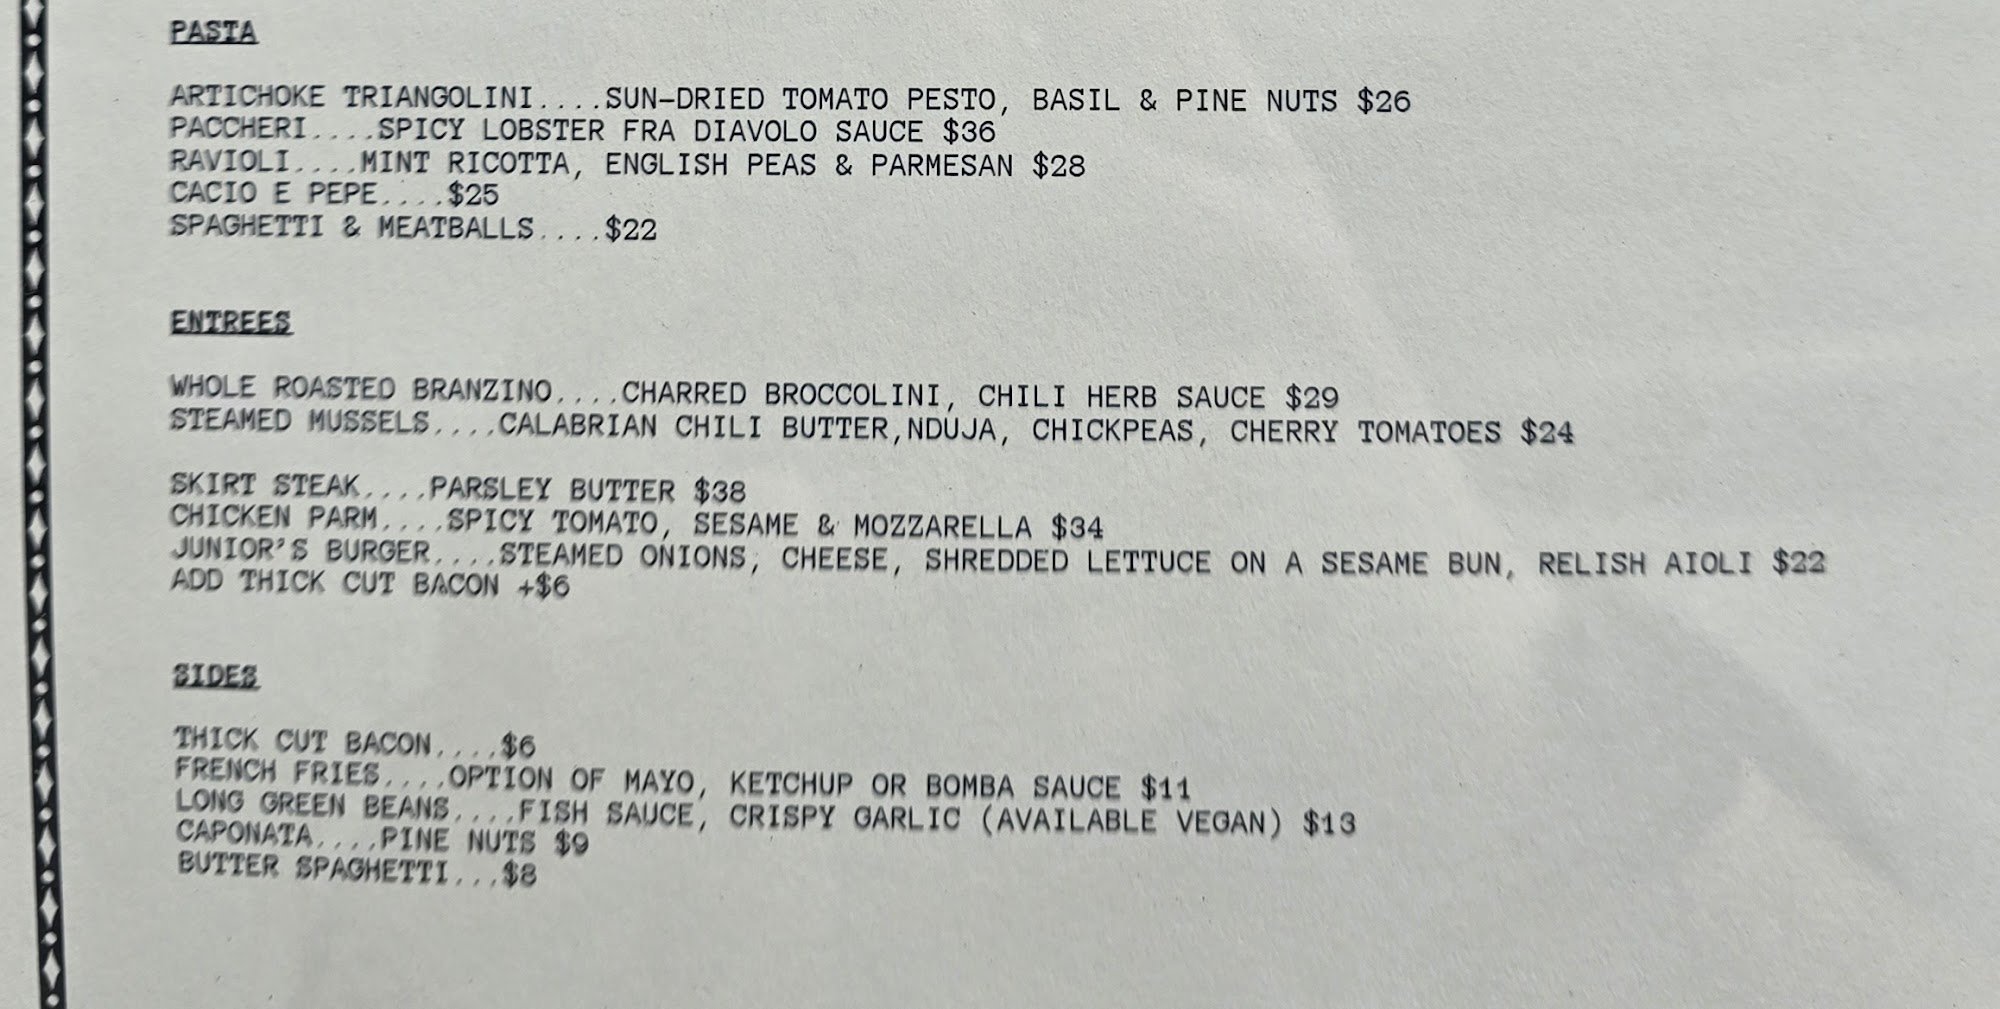 PASTA
ARTICHOKE TRIANGOLINI....SUN-DRIED TOMATO PESTO, BASIL & PINE NUTS $26
PACCHERI....SPICY LOBSTER FRA DIAVOLO SAUCE $36
RAVIOLI....MINT RICOTTA, ENGLISH PEAS & PARMESAN $28
CACIO E PEPE....$25
SPAGHETTI & MEATBALLS....$22
ENTREES
WHOLE ROASTED BRANZINO....CHARRED BROCCOLINI, CHILI HERB SAUCE $29
STEAMED MUSSELS....CALABRIAN CHILI BUTTER,NDUJA, CHICKPEAS, CHERRY TOMATOES $24
SKIRT STEAK....PARSLEY BUTTER $38
CHICKEN PARM....SPICY TOMATO, SESAME & MOZZARELLA $34
JUNIOR'S BURGER....STEAMED ONIONS, CHEESE, SHREDDED LETTUCE ON A SESAME BUN, RELISH AIOLI $22
ADD THICK CUT BACON +$6
SIDES
THICK CUT BACON....$6
FRENCH FRIES....OPTION OF MAYO, KETCHUP OR BOMBA SAUCE $11
LONG GREEN BEANS....FISH SAUCE, CRISPY GARLIC (AVAILABLE VEGAN) $13
CAPONATA....PINE NUTS $9
BUTTER SPAGHETTI...$8